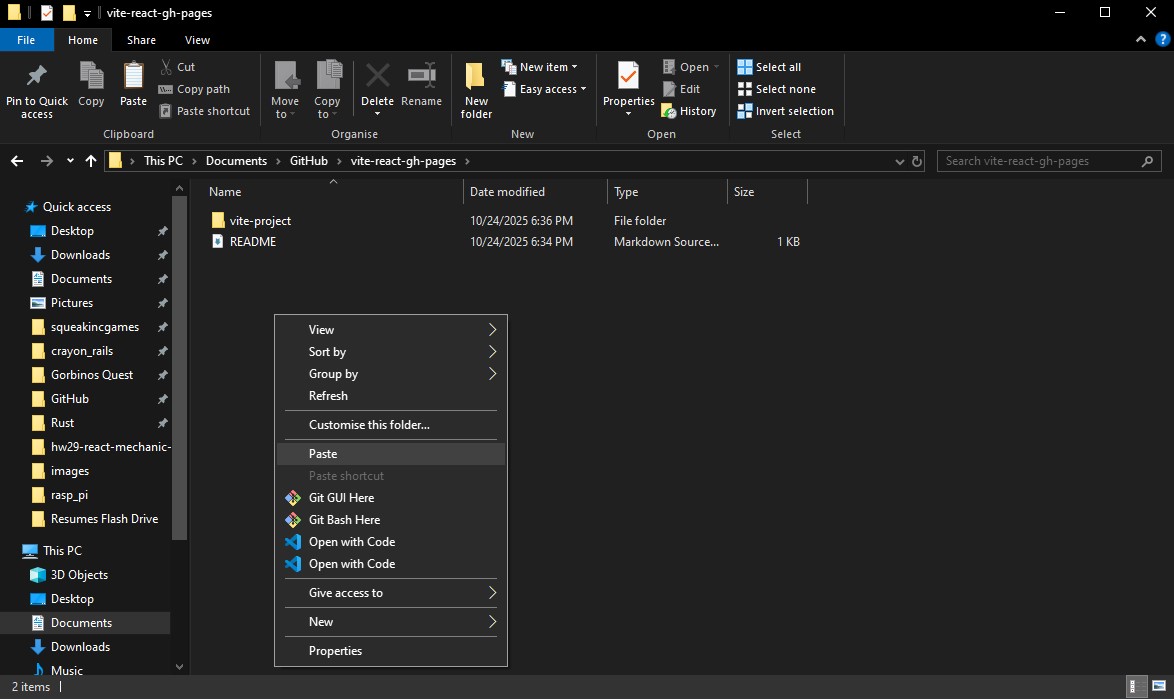 vite-react-gh-pages
File Home Share View
Pin to Quick access
Copy
Paste
Cut
Copy path
Paste shortcut
Clipboard
Move to
Copy to
Delete
Rename
Organise
New folder
New item
Easy access
New
Properties
Open
Edit
History
Open
Select all
Select none
Invert selection
Select
This PC > Documents > GitHub > vite-react-gh-pages >
Search vite-react-gh-pages
Name Date modified Type Size
vite-project 10/24/2025 6:36 PM File folder
README 10/24/2025 6:34 PM Markdown Source... 1 KB
Quick access
Desktop
Downloads
Documents
Pictures
squeakincgames
crayon_rails
Gorbinos Quest
GitHub
Rust
hw29-react-mechanic-
images
rasp_pi
Resumes Flash Drive
This PC
3D Objects
Desktop
Documents
Downloads
Music
View
Sort by
Group by
Refresh
Customise this folder...
Paste
Paste shortcut
Git GUI Here
Git Bash Here
Open with Code
Open with Code
Give access to
New
Properties
2 items